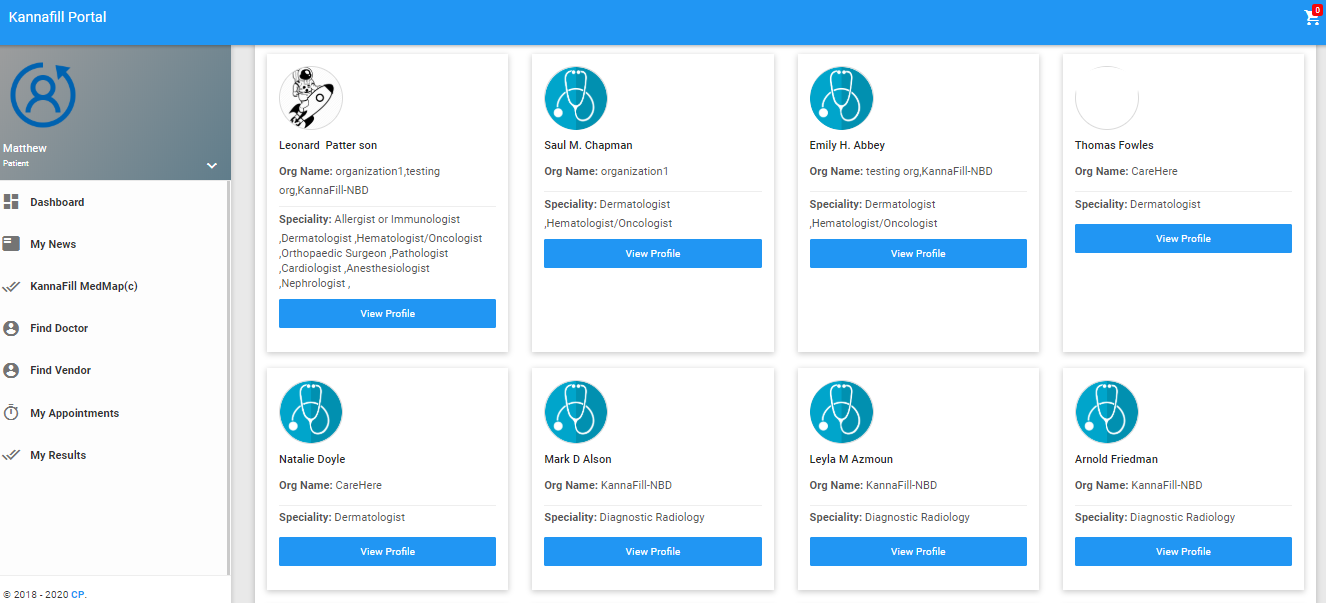 Kannafill Portal
0
Matthew
Patient
Dashboard
My News
KannaFill MedMap(c)
Find Doctor
Find Vendor
My Appointments
My Results
© 2018 - 2020 CP.
Leonard  Patter son
Org Name: organization1,testing
org,KannaFill-NBD
Speciality: Allergist or Immunologist
,Dermatologist ,Hematologist/Oncologist
,Orthopaedic Surgeon ,Pathologist
,Cardiologist ,Anesthesiologist
,Nephrologist ,
View Profile
Saul M. Chapman
Org Name: organization1
Speciality: Dermatologist
,Hematologist/Oncologist
View Profile
Emily H. Abbey
Org Name: testing org,KannaFill-NBD
Speciality: Dermatologist
,Hematologist/Oncologist
View Profile
Thomas Fowles
Org Name: CareHere
Speciality: Dermatologist
View Profile
Natalie Doyle
Org Name: CareHere
Speciality: Dermatologist
View Profile
Mark D Alson
Org Name: KannaFill-NBD
Speciality: Diagnostic Radiology
View Profile
Leyla M Azmoun
Org Name: KannaFill-NBD
Speciality: Diagnostic Radiology
View Profile
Arnold Friedman
Org Name: KannaFill-NBD
Speciality: Diagnostic Radiology
View Profile